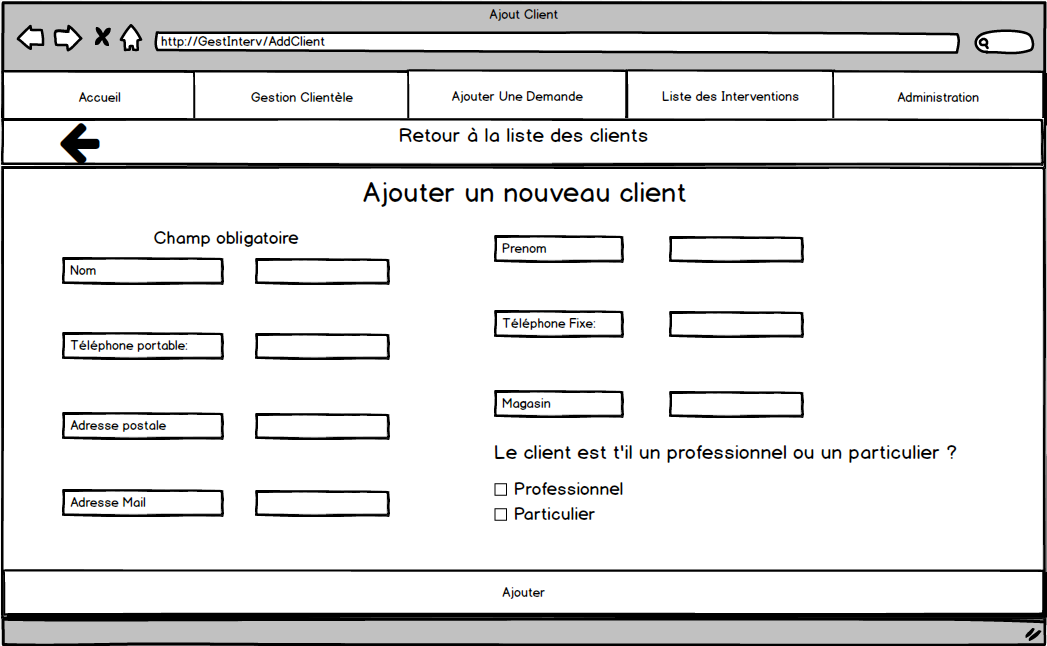 Ajout Client
http://GestInterv/AddClient
Accueil
Gestion Clientèle
Ajouter Une Demande
Liste des Interventions
Administration
Retour à la liste des clients
Ajouter un nouveau client
Champ obligatoire
Nom
Prenom
Téléphone portable:
Téléphone Fixe:
Adresse postale
Magasin
Adresse Mail
Le client est t'il un professionnel ou un particulier ?
Professionnel
Particulier
Ajouter